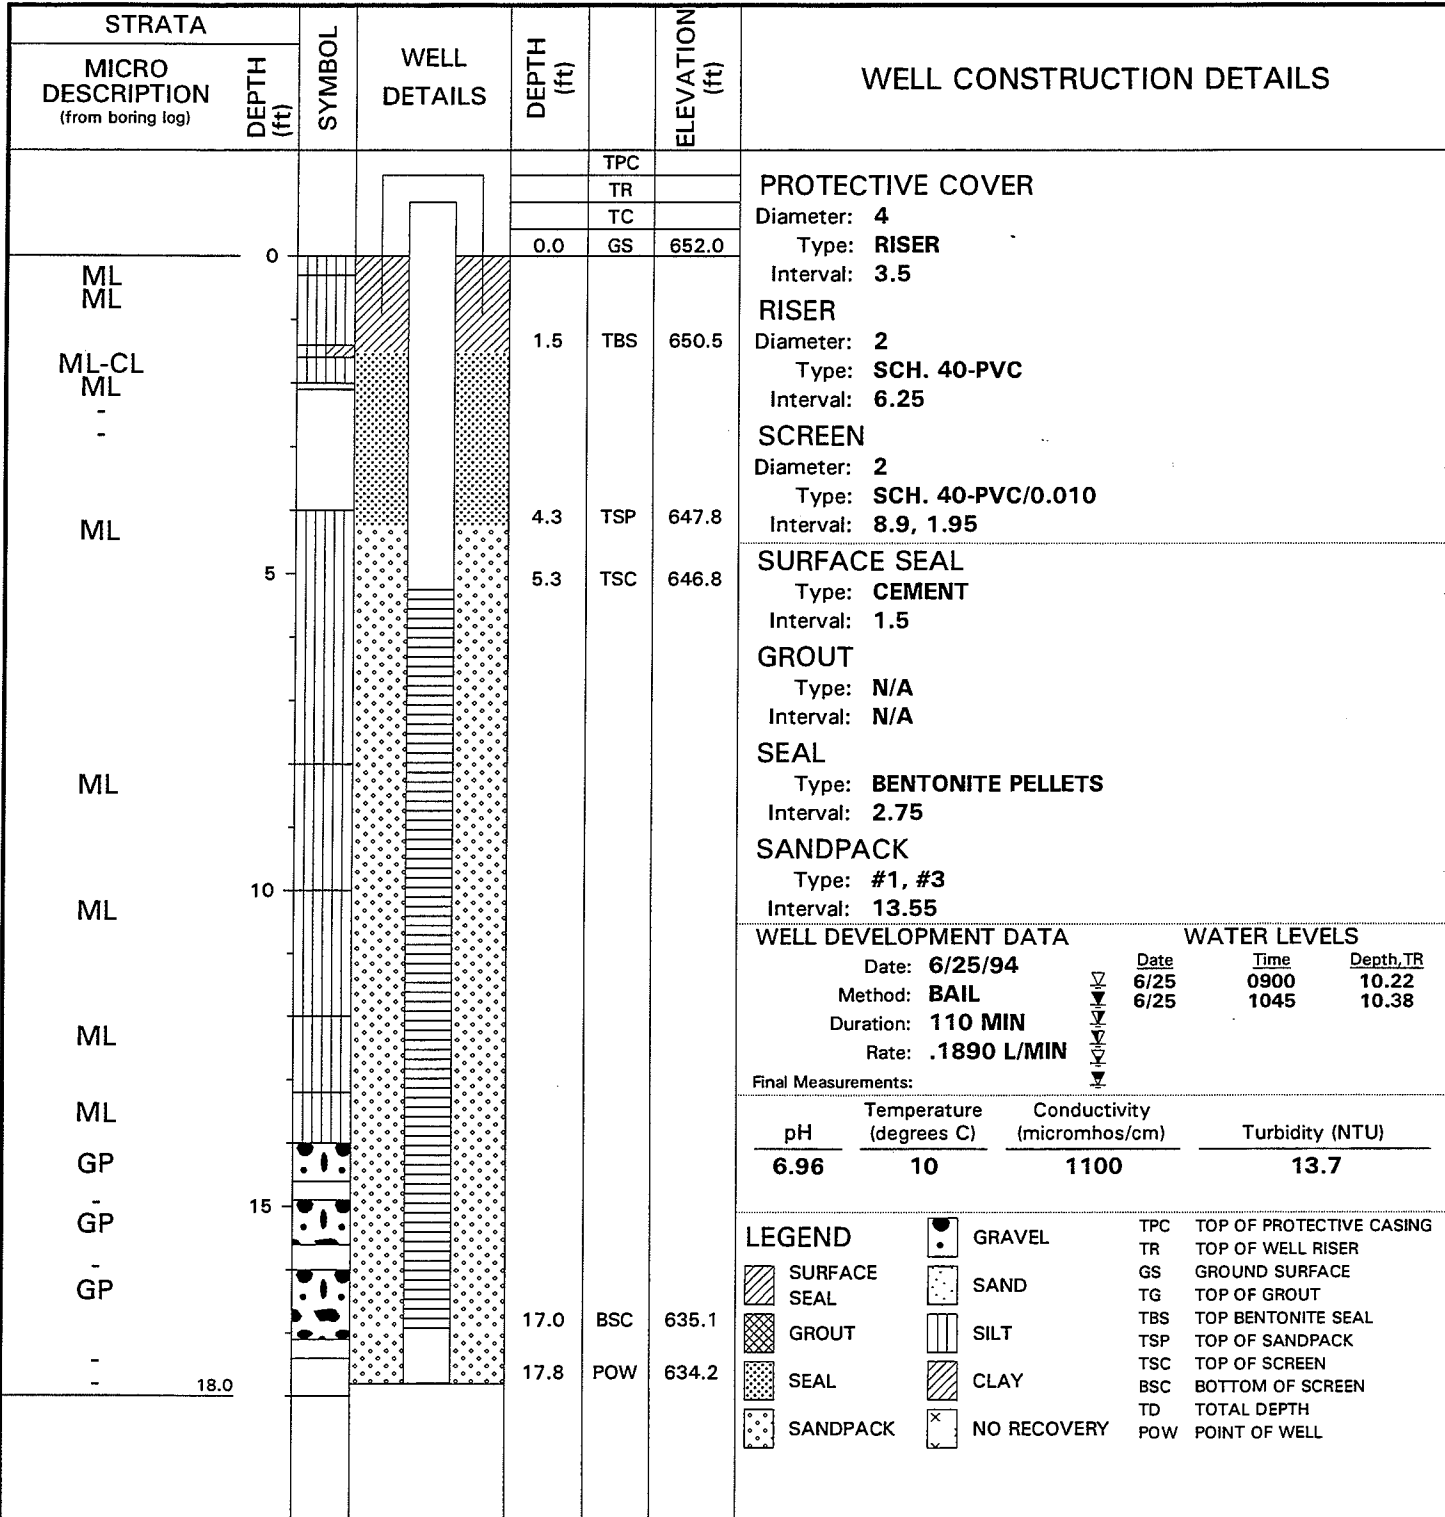 STRATA
MICRO
DESCRIPTION
(from boring log)
DEPTH
(ft)
SYMBOL
WELL
DETAILS
DEPTH
(ft)
ELEVATION
(ft)
WELL CONSTRUCTION DETAILS
TPC
TR
TC
0.0 GS 652.0
0
ML
ML
1.5 TBS 650.5
ML-CL
ML
-
-
4.3 TSP 647.8
ML
5
5.3 TSC 646.8
ML
10
ML
ML
ML
GP
-
15
GP
-
GP
17.0 BSC 635.1
-
17.8 POW 634.2
- 18.0
PROTECTIVE COVER
Diameter: 4
Type: RISER
Interval: 3.5
RISER
Diameter: 2
Type: SCH. 40-PVC
Interval: 6.25
SCREEN
Diameter: 2
Type: SCH. 40-PVC/0.010
Interval: 8.9, 1.95
SURFACE SEAL
Type: CEMENT
Interval: 1.5
GROUT
Type: N/A
Interval: N/A
SEAL
Type: BENTONITE PELLETS
Interval: 2.75
SANDPACK
Type: #1, #3
Interval: 13.55
WELL DEVELOPMENT DATA
Date: 6/25/94
Method: BAIL
Duration: 110 MIN
Rate: .1890 L/MIN
Final Measurements:
WATER LEVELS
Date Time Depth,TR
6/25 0900 10.22
6/25 1045 10.38
pH Temperature (degrees C) Conductivity (micromhos/cm) Turbidity (NTU)
6.96 10 1100 13.7
LEGEND
SURFACE
SEAL
GROUT
SEAL
SANDPACK
GRAVEL
SAND
SILT
CLAY
NO RECOVERY
TPC TOP OF PROTECTIVE CASING
TR TOP OF WELL RISER
GS GROUND SURFACE
TG TOP OF GROUT
TBS TOP BENTONITE SEAL
TSP TOP OF SANDPACK
TSC TOP OF SCREEN
BSC BOTTOM OF SCREEN
TD TOTAL DEPTH
POW POINT OF WELL